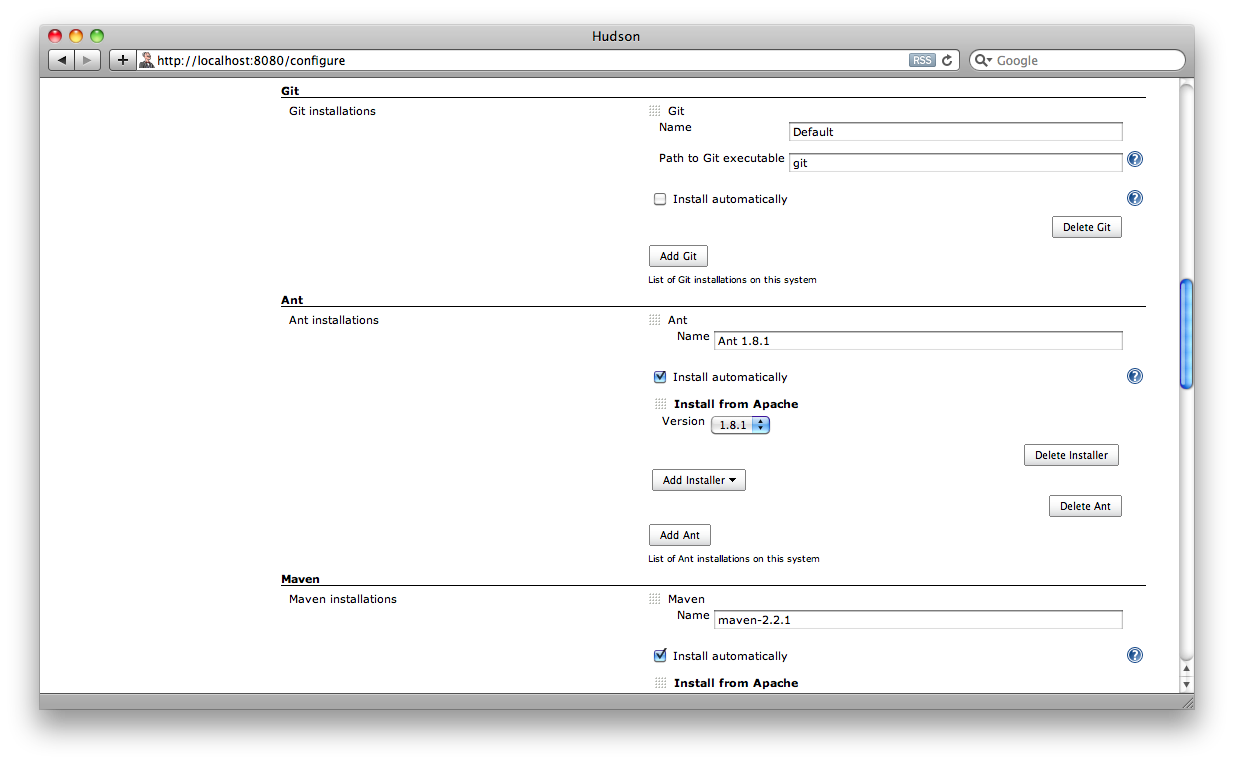 Hudson
http://localhost:8080/configure
RSS
Google
Git
Git installations
Git
Name
Default
Path to Git executable
git
Install automatically
Delete Git
Add Git
List of Git installations on this system
Ant
Ant installations
Ant
Name
Ant 1.8.1
Install automatically
Install from Apache
Version
1.8.1
Delete Installer
Add Installer
Delete Ant
Add Ant
List of Ant installations on this system
Maven
Maven installations
Maven
Name
maven-2.2.1
Install automatically
Install from Apache